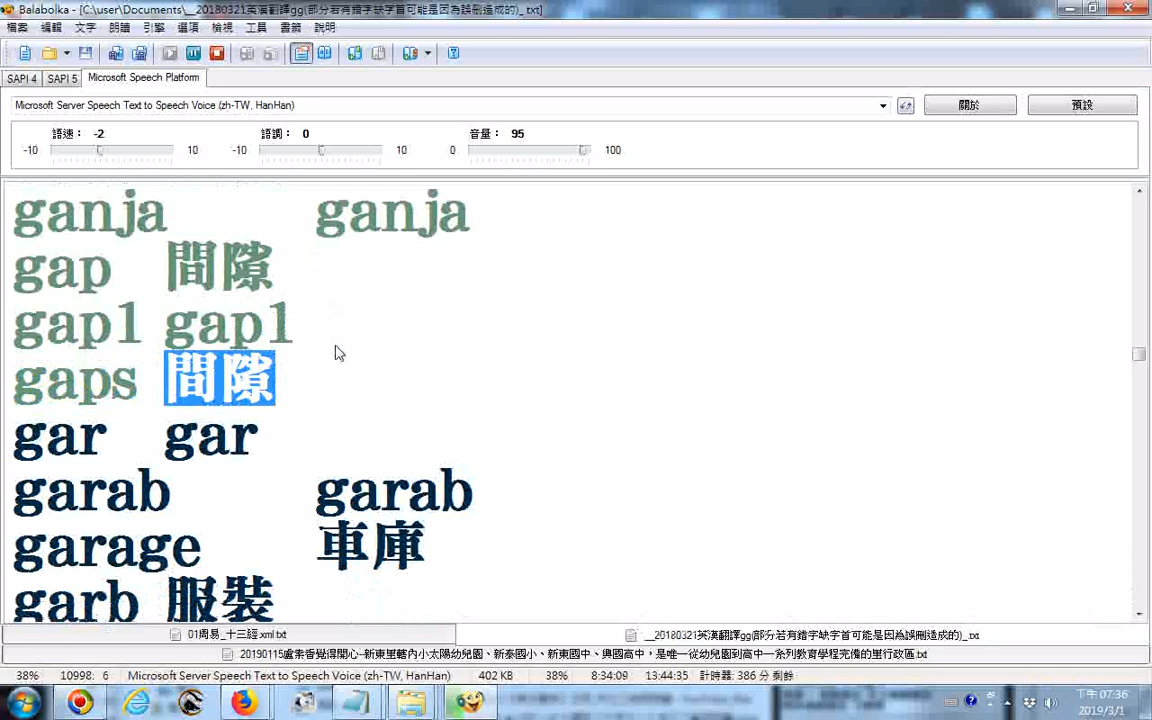 Balabolka - [C:\user\Documents\__20180321英漢翻譯gg(部分若有錯字缺字首可能是因為誤刪造成的)_.txt]
檔案 編輯 文字 朗讀 引擎 選項 檢視 工具 書籤 說明
SAPI 4 SAPI 5 Microsoft Speech Platform
Microsoft Server Speech Text to Speech Voice (zh-TW, HanHan) 關於 預設
語速： -2 語調： 0 音量： 95
-10 10 -10 10 0 100
ganja ganja
gap 間隙
gap1 gap1
gaps 間隙
gar gar
garab garab
garage 車庫
garb 服裝
01周易_十三經.xml.txt __20180321英漢翻譯gg(部分若有錯字缺字首可能是因為誤刪造成的)_.txt
20190115盧素香覺得開心~新東里轄內小太陽幼兒園、新泰國小、新東國中、興國高中，是唯一從幼兒園到高中一系列教育學程完備的里行政區.txt
38% 10998: 6 Microsoft Server Speech Text to Speech Voice (zh-TW, HanHan) 402 KB 38% 8:34:09 13:44:35 計時器: 386 分 剩餘
下午 07:36
2019/3/1